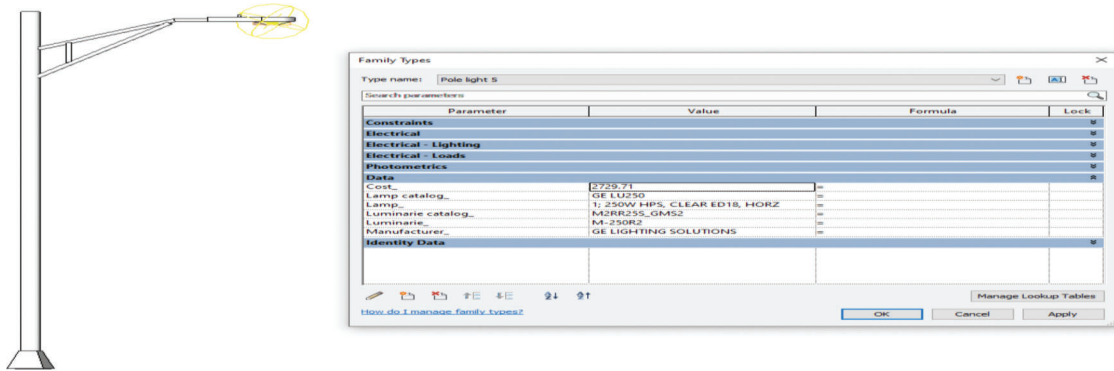 Family Types
Type name: Pole light 5
Search parameters
Parameter Value Formula Lock
Constraints
Electrical
Electrical - Lighting
Electrical - Loads
Photometrics
Data
Cost_ 2729.71 =
Lamp catalog_ GE LU250 =
Lamp_ 1; 250W HPS, CLEAR ED18, HORZ =
Luminarie catalog_ M2RR25S_GMS2 =
Luminarie_ M-250R2 =
Manufacturer_ GE LIGHTING SOLUTIONS =
Identity Data
Manage Lookup Tables
How do I manage family types?
OK Cancel Apply